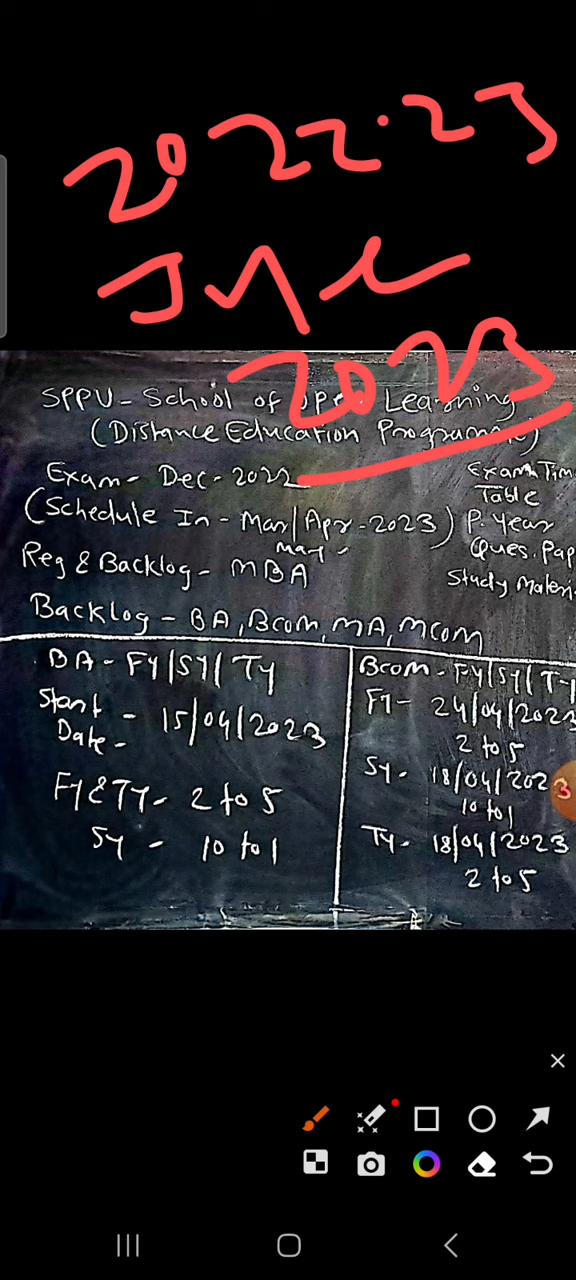 2022.23
June
2023
SPPU - School of Open Learning
(Distance Education Programme)
Exam - Dec - 2022
Exam Tim
Table
(Schedule In - Mar/Apr - 2023)
May -
P. Year
Ques. Pap
Reg & Backlog - MBA
Study Materi
Backlog - BA, Bcom, MA, MCOM
BA - FY/SY/TY
Start Date - 15/04/2023
FY & TY - 2 to 5
SY - 10 to 1
Bcom - FY/SY/TY
FY - 24/04/2023
2 to 5
SY - 18/04/2023
10 to 1
TY - 18/04/2023
2 to 5